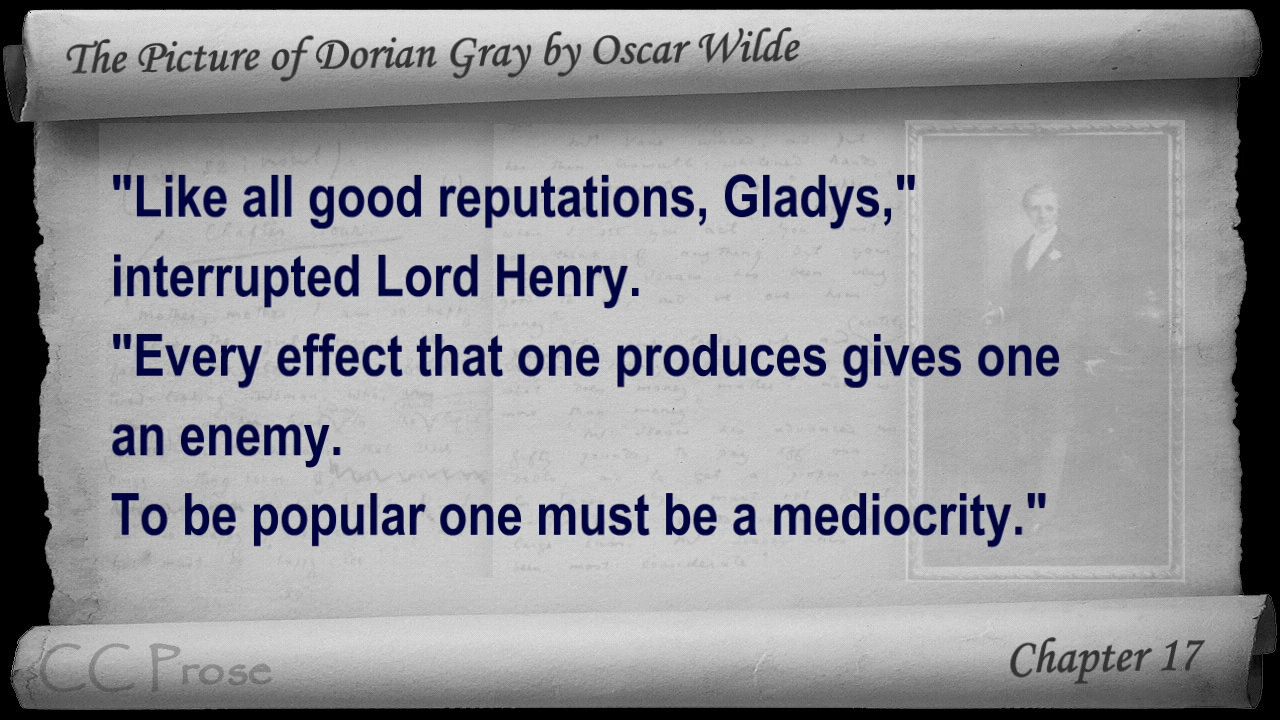 The Picture of Dorian Gray by Oscar Wilde
"Like all good reputations, Gladys,"
interrupted Lord Henry.
"Every effect that one produces gives one
an enemy.
To be popular one must be a mediocrity."
CC Prose
Chapter 17